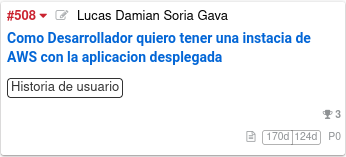 #508 Lucas Damian Soria Gava
Como Desarrollador quiero tener una instacia de
AWS con la aplicacion desplegada
Historia de usuario
3
170d 124d P0